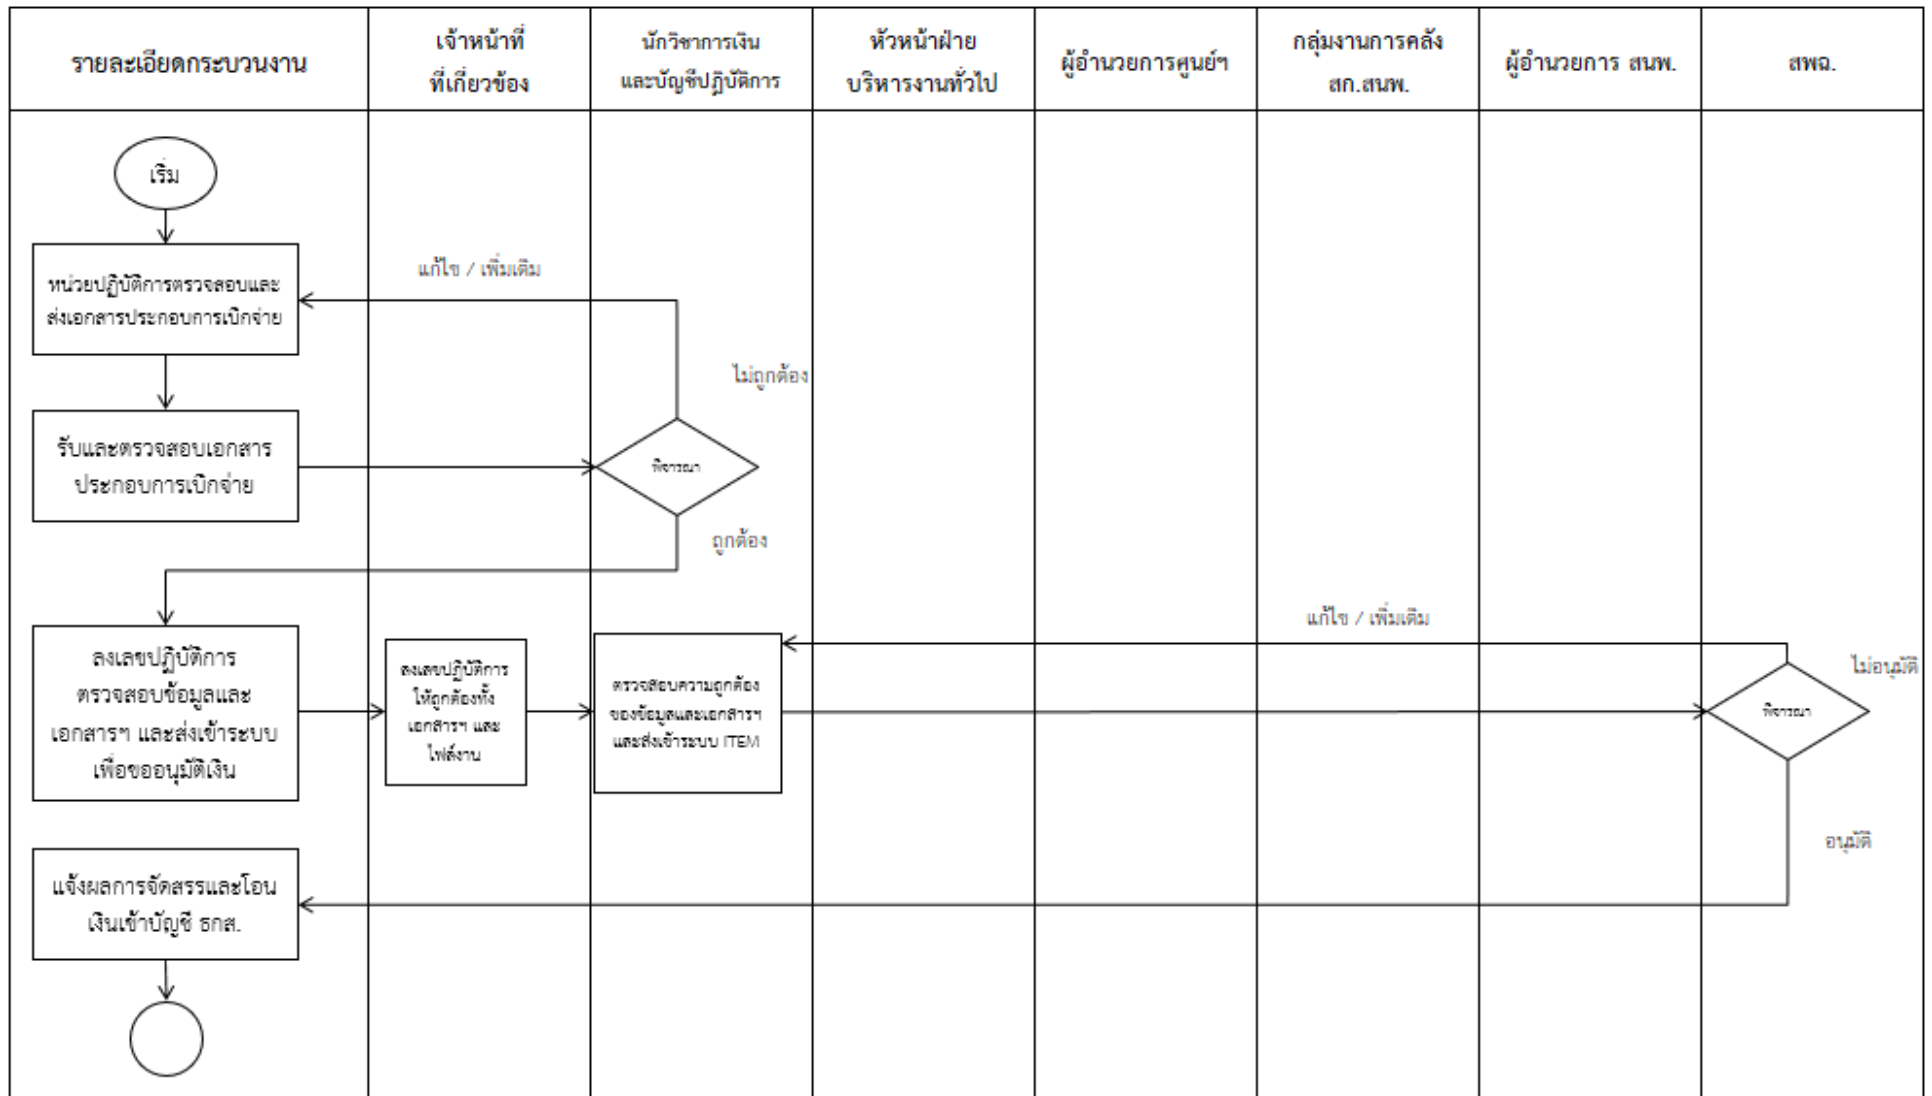 รายละเอียดกระบวนงาน
เจ้าหน้าที่
ที่เกี่ยวข้อง
นักวิชาการเงิน
และบัญชีปฏิบัติการ
หัวหน้าฝ่าย
บริหารงานทั่วไป
ผู้อำนวยการศูนย์ฯ
กลุ่มงานการคลัง
สก.สนพ.
ผู้อำนวยการ สนพ.
สพฉ.
เริ่ม
หน่วยปฏิบัติการตรวจสอบและ
ส่งเอกสารประกอบการเบิกจ่าย
แก้ไข / เพิ่มเติม
ไม่ถูกต้อง
รับและตรวจสอบเอกสาร
ประกอบการเบิกจ่าย
พิจารณา
ถูกต้อง
แก้ไข / เพิ่มเติม
ลงเลขปฏิบัติการ
ตรวจสอบข้อมูลและ
เอกสารฯ และส่งเข้าระบบ
เพื่อขออนุมัติเงิน
ลงเลขปฏิบัติการ
ให้ถูกต้องทั้ง
เอกสารฯ และ
ไฟล์งาน
ตรวจสอบความถูกต้อง
ของข้อมูลและเอกสารฯ
และส่งเข้าระบบ ITEM
ไม่อนุมัติ
พิจารณา
อนุมัติ
แจ้งผลการจัดสรรและโอน
เงินเข้าบัญชี ธกส.